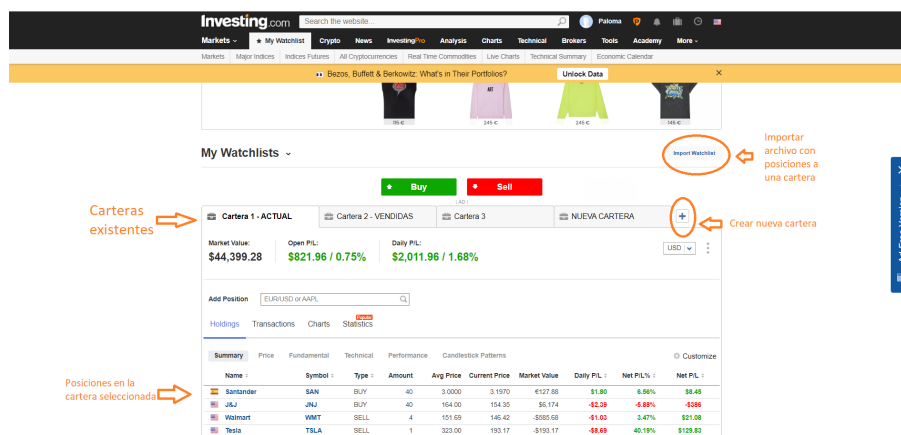 Investing.com Search the website... Paloma
Markets My Watchlist Crypto News InvestingPro Analysis Charts Technical Brokers Tools Academy More
Markets Major Indices Indices Futures All Cryptocurrencies Real Time Commodities Live Charts Technical Summary Economic Calendar
Bezos, Buffett & Berkowitz: What's in Their Portfolios? Unlock Data
115 € 245 € 245 € 145 €
My Watchlists Import Watchlist
Importar
archivo con
posiciones a
una cartera
Buy Sell
[ AD ]
Carteras
existentes
Cartera 1 - ACTUAL Cartera 2 - VENDIDAS Cartera 3 NUEVA CARTERA +
Crear nueva cartera
Market Value: Open P/L: Daily P/L:
$44,399.28 $821.96 / 0.75% $2,011.96 / 1.68% USD
Add Position EUR/USD or AAPL
Popular
Holdings Transactions Charts Statistics
Summary Price Fundamental Technical Performance Candlestick Patterns Customize
Name Symbol Type Amount Avg Price Current Price Market Value Daily P/L Net P/L% Net P/L
Posiciones en la
cartera seleccionada
Santander SAN BUY 40 3.0000 3.1970 €127.88 $1.80 6.56% $8.45
J&J JNJ BUY 40 164.00 154.35 $6,174 -$2.39 -5.88% -$386
Walmart WMT SELL 4 151.69 146.42 -$585.68 -$1.03 3.47% $21.08
Tesla TSLA SELL 1 323.00 193.17 -$193.17 -$8.69 40.19% $129.83